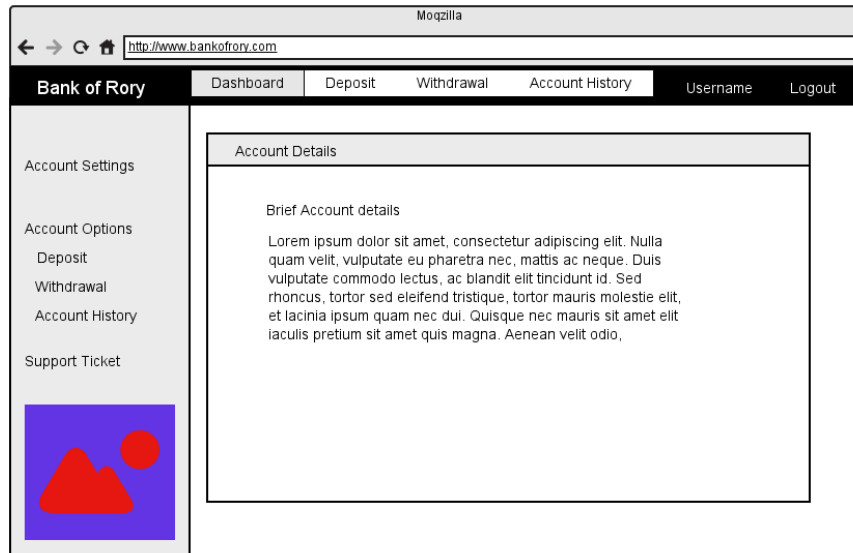 Moqzilla
http://www.bankofrory.com
Bank of Rory
Dashboard
Deposit
Withdrawal
Account History
Username
Logout
Account Settings
Account Options
Deposit
Withdrawal
Account History
Support Ticket
Account Details
Brief Account details
Lorem ipsum dolor sit amet, consectetur adipiscing elit. Nulla
quam velit, vulputate eu pharetra nec, mattis ac neque. Duis
vulputate commodo lectus, ac blandit elit tincidunt id. Sed
rhoncus, tortor sed eleifend tristique, tortor mauris molestie elit,
et lacinia ipsum quam nec dui. Quisque nec mauris sit amet elit
iaculis pretium sit amet quis magna. Aenean velit odio,